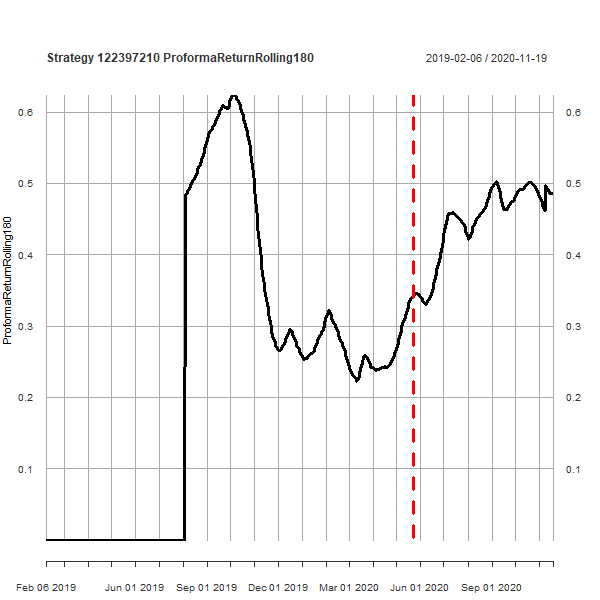 Strategy 122397210 ProformaReturnRolling180
2019-02-06 / 2020-11-19
ProformaReturnRolling180
0.6
0.5
0.4
0.3
0.2
0.1
0.6
0.5
0.4
0.3
0.2
0.1
Feb 06 2019
Jun 01 2019
Sep 01 2019
Dec 01 2019
Mar 01 2020
Jun 01 2020
Sep 01 2020